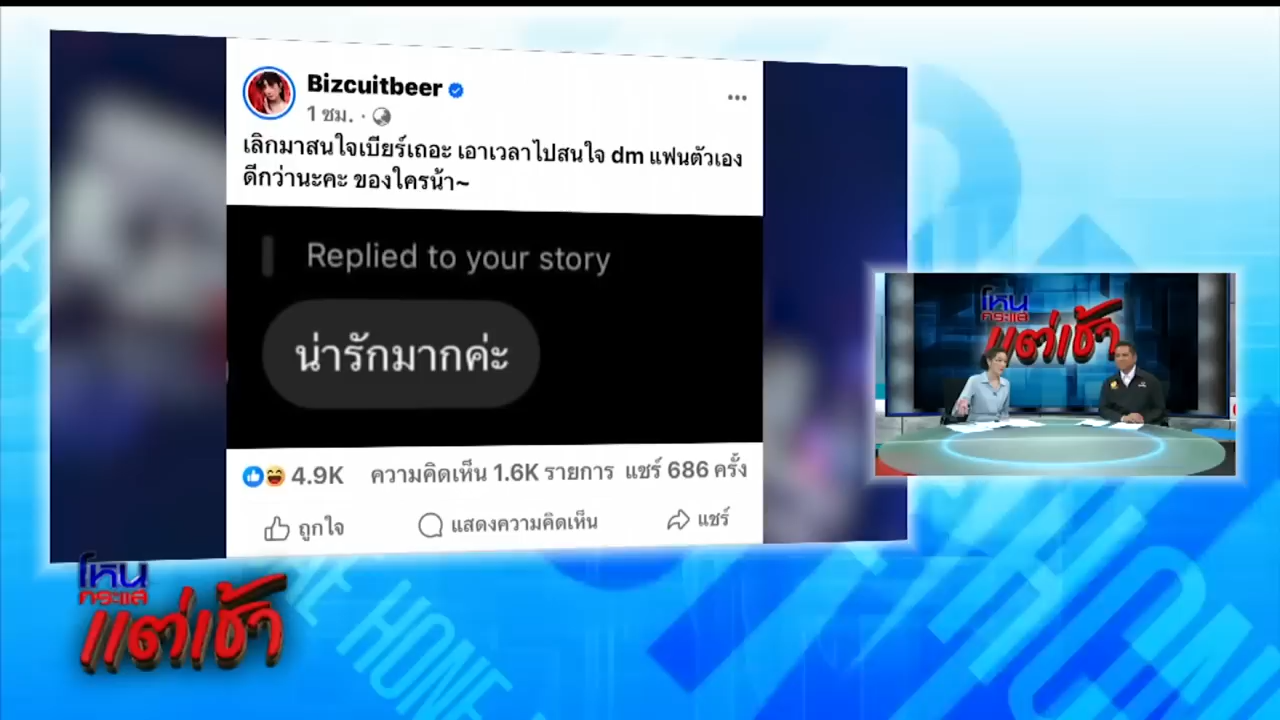 Bizcuitbeer
1 ชม.
เลิกมาสนใจเบียร์เถอะ เอาเวลาไปสนใจ dm แฟนตัวเอง
ดีกว่านะคะ ของใครน้า~
Replied to your story
น่ารักมากค่ะ
4.9K ความคิดเห็น 1.6K รายการ แชร์ 686 ครั้ง
ถูกใจ แสดงความคิดเห็น แชร์
โหนกระแส
แต่เช้า
โหนกระแส
แต่เช้า